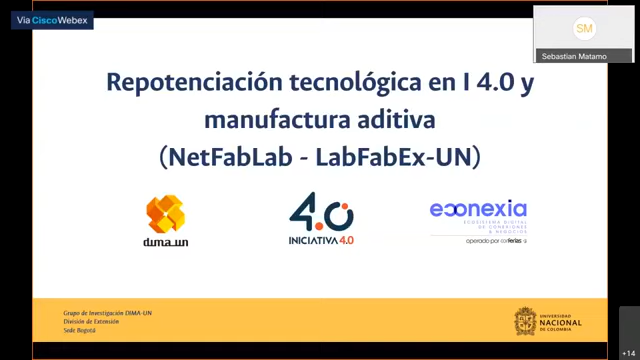 Via Cisco Webex
SM
Sebastian Matamo
Repotenciación tecnológica en I 4.0 y
manufactura aditiva
(NetFabLab - LabFabEx-UN)
dima_un
4.0
INICIATIVA 4.0
econexia
ECOSISTEMA DIGITAL
DE CONEXIONES
& NEGOCIOS
operado por corferias
Grupo de Investigación DIMA-UN
División de Extensión
Sede Bogotá
UNIVERSIDAD
NACIONAL
DE COLOMBIA
+14